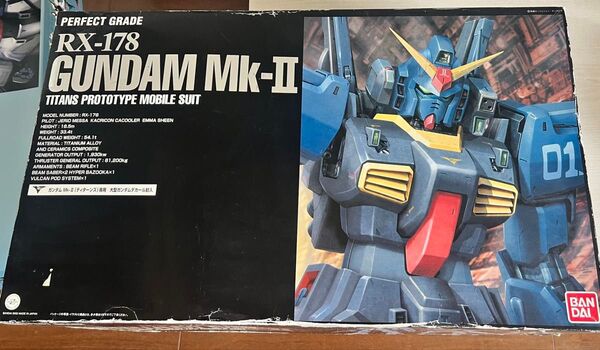 PERFECT GRADE
RX-178
GUNDAM Mk-II
TITANS PROTOTYPE MOBILE SUIT
MODEL NUMBER : RX-178
PILOT : JERID MESSA KACRICON CACOOLER EMMA SHEEN
HEIGHT : 18.5m
WEIGHT : 33.4t
FULLROAD WEIGHT : 54.1t
MATERIAL : TITANIUM ALLOY
AND CERAMICS COMPOSITE
GENERATOR OUTPUT : 1,930kw
THRUSTER GENERAL OUTPUT : 81,200kg
ARMAMENTS : BEAM RIFLE×1
BEAM SABER×2 HYPER BAZOOKA×1
VULCAN POD SYSTEM×1
ガンダム Mk-Ⅱ(ティターンズ)専用 大型ガンダムデカール封入
01
BAN
DAI